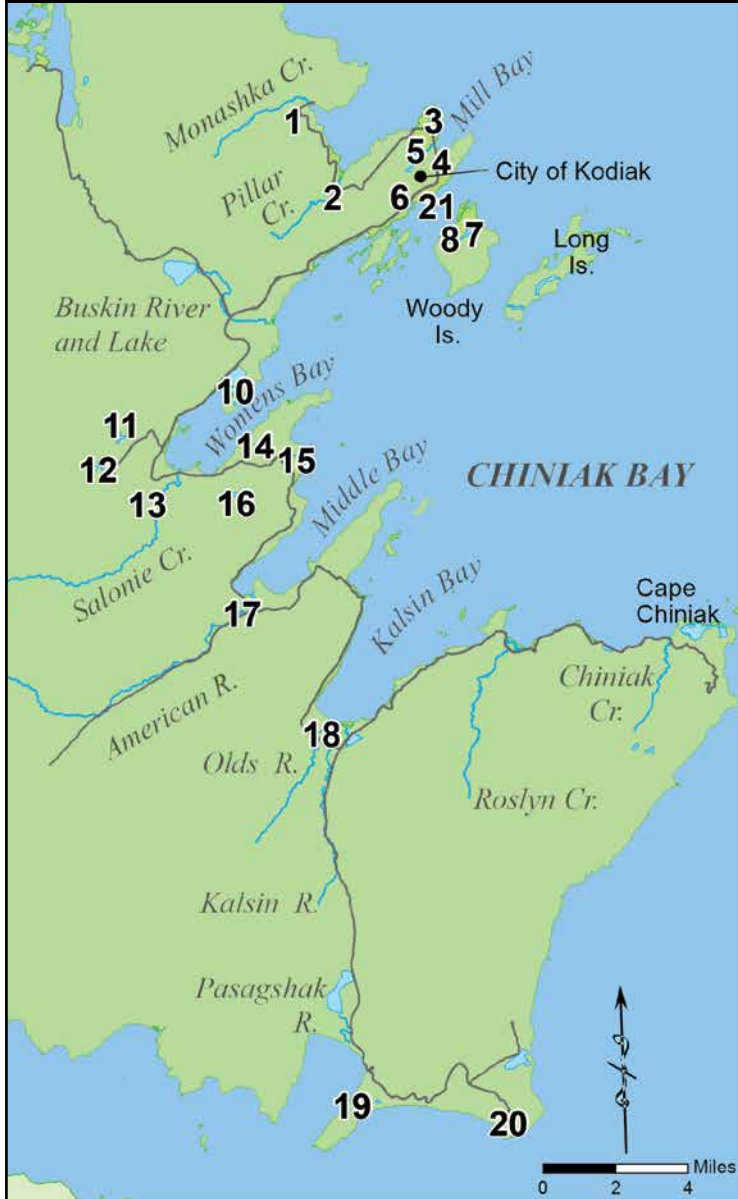 Monashka Cr.
1
3
Mill Bay
5
4
City of Kodiak
Pillar
Cr.
2
6
21
8
7
Long
Is.
Woody
Is.
Buskin River
and Lake
10
Womens Bay
11
12
14
15
13
16
Middle Bay
CHINIAK BAY
Salonie Cr.
17
Kalsin Bay
Cape
Chiniak
American R.
Chiniak
Cr.
18
Olds R.
Roslyn Cr.
Kalsin R.
Pasagshak
R.
19
20
Miles
0
2
4